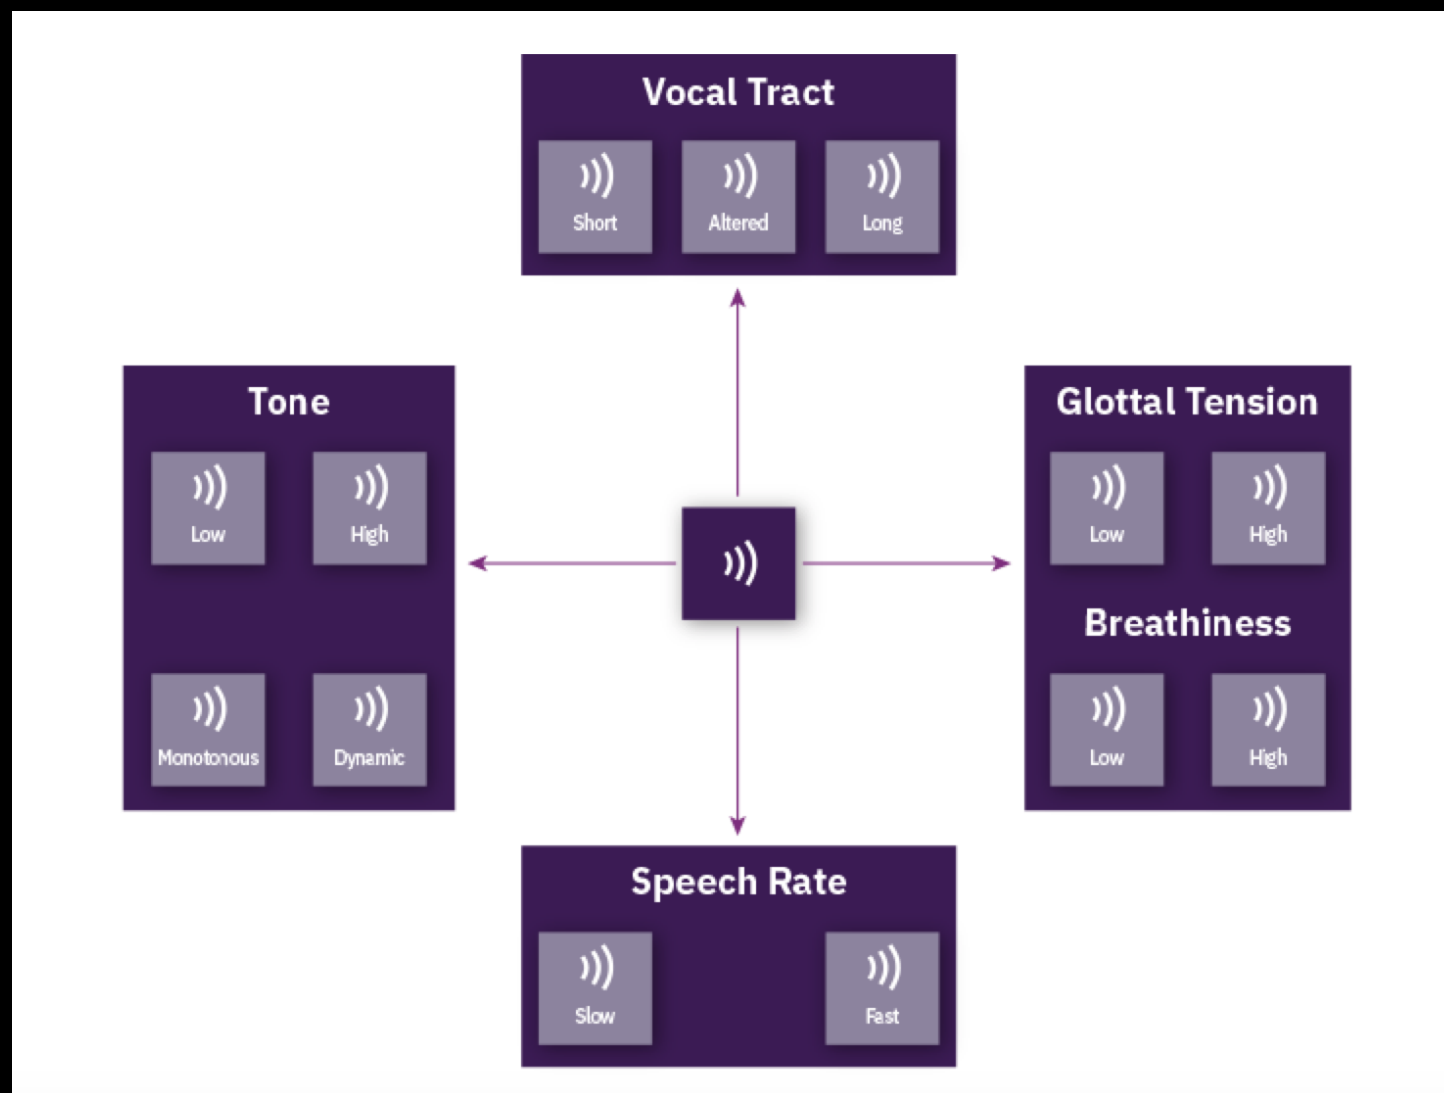 Vocal Tract
Short Altered Long
Tone
Low High
Monotonous Dynamic
Glottal Tension
Low High
Breathiness
Low High
Speech Rate
Slow Fast